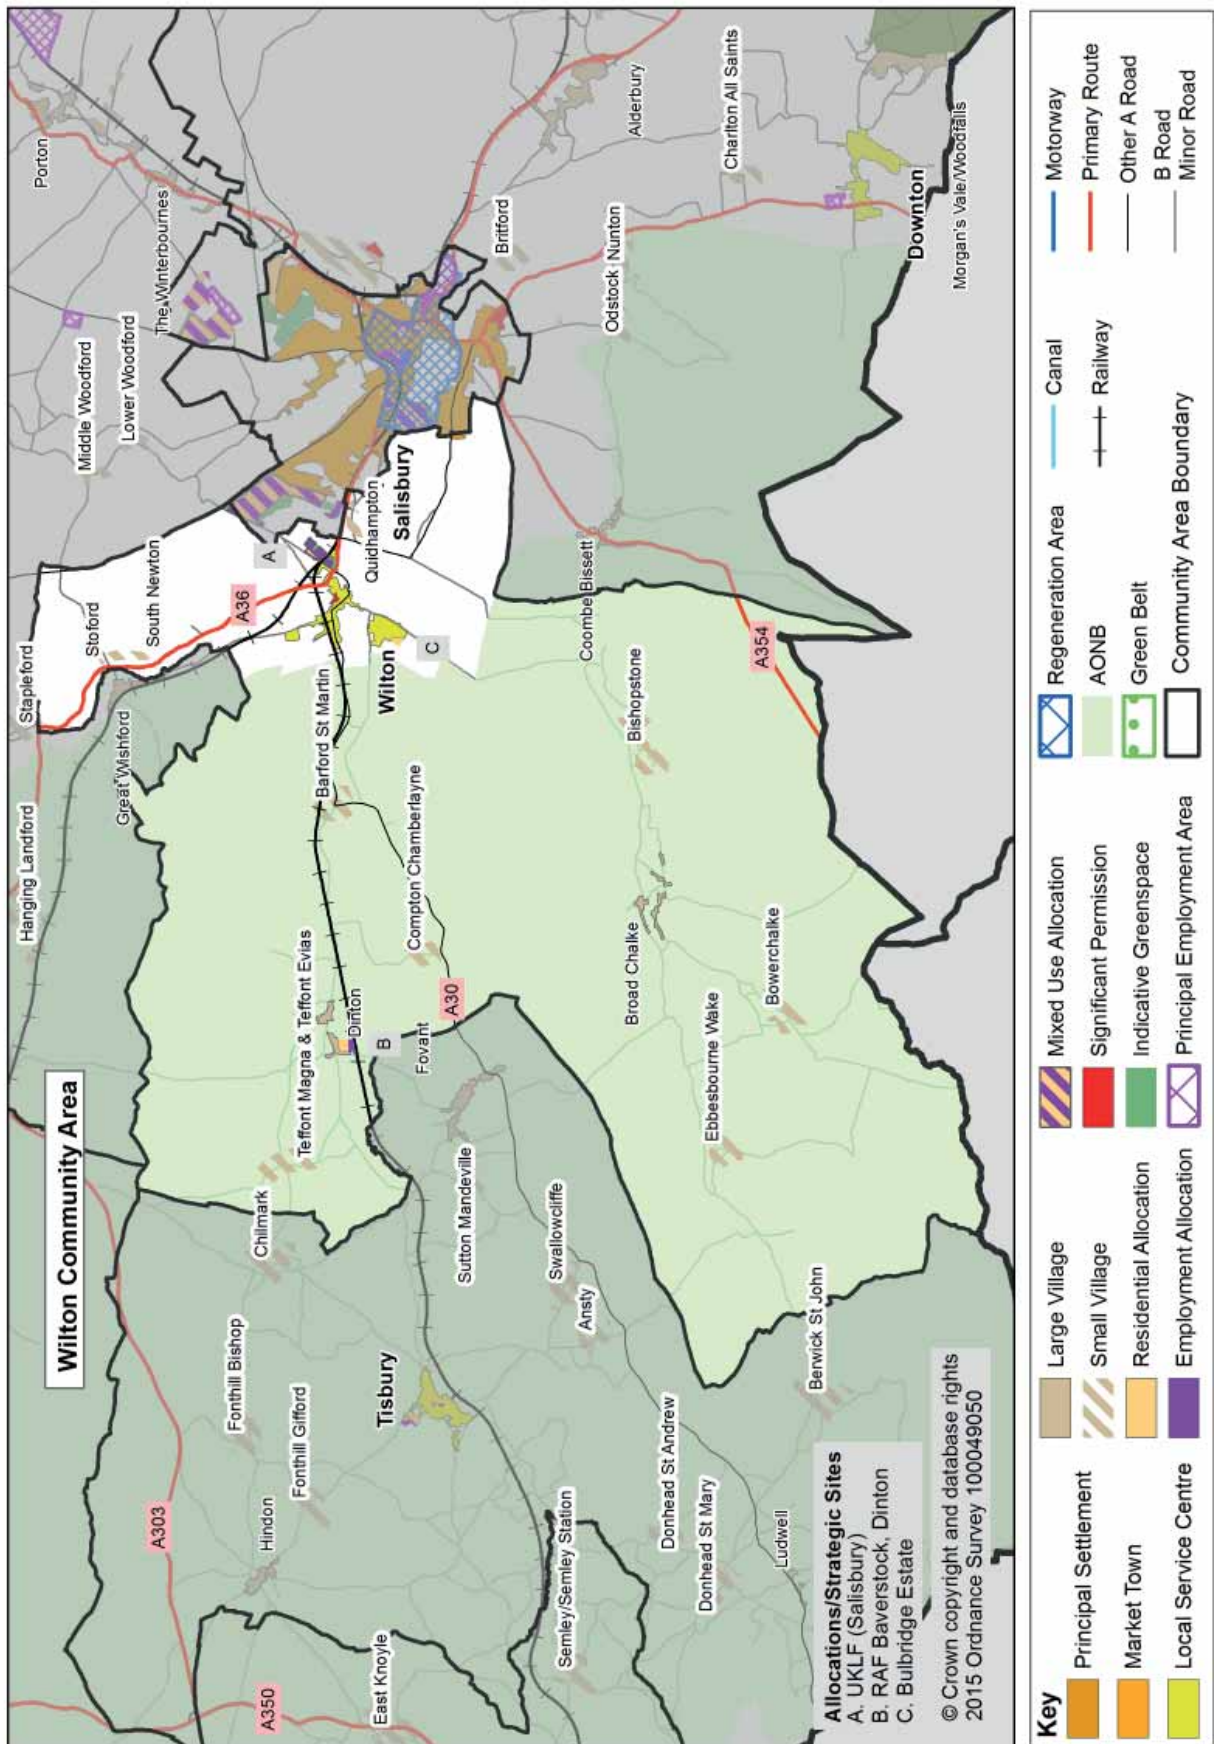 Wilton Community Area
Hanging Landford
Stapleford
Porton
Stoford
Middle Woodford
Great Wishford
South Newton
Lower Woodford
The Winterbournes
A303
A36
A
Fonthill Bishop
Chilmark
Hindon
Fonthill Gifford
Teffont Magna & Teffont Evias
Barford St Martin
Quidhampton
A350
East Knoyle
Tisbury
Dinton
B
Wilton
Salisbury
Compton Chamberlayne
Fovant
A30
C
Sutton Mandeville
Britford
Swallowcliffe
Semley/Semley Station
Ansty
Coombe Bissett
Odstock
Nunton
Bishopstone
Broad Chalke
Alderbury
Donhead St Andrew
Donhead St Mary
Ebbesbourne Wake
Charlton All Saints
A354
Bowerchalke
Ludwell
Berwick St John
Downton
Morgan's Vale/Woodfalls
Allocations/Strategic Sites
A. UKLF (Salisbury)
B. RAF Baverstock, Dinton
C. Bulbridge Estate
© Crown copyright and database rights
2015 Ordnance Survey 100049050
Key
Principal Settlement
Market Town
Local Service Centre
Large Village
Small Village
Residential Allocation
Employment Allocation
Mixed Use Allocation
Significant Permission
Indicative Greenspace
Principal Employment Area
Regeneration Area
AONB
Green Belt
Community Area Boundary
Canal
Railway
Motorway
Primary Route
Other A Road
B Road
Minor Road